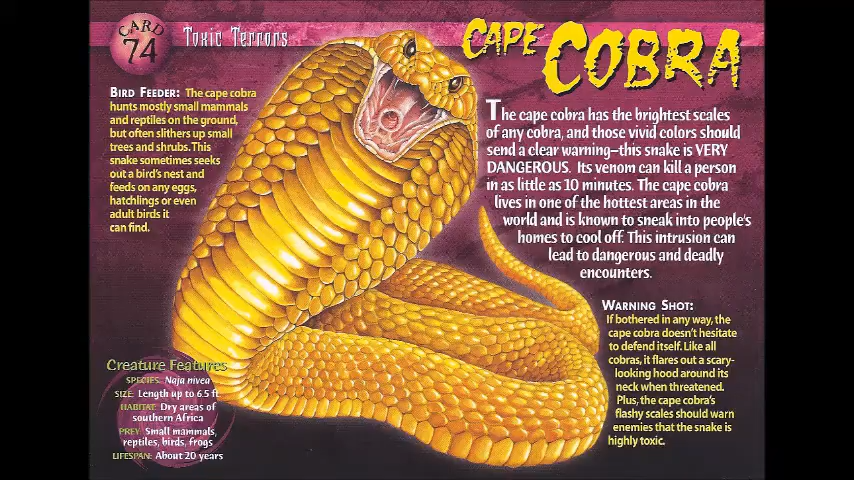 CARD
74
Toxic Terrors
CAPE COBRA
BIRD FEEDER: The cape cobra
hunts mostly small mammals
and reptiles on the ground,
but often slithers up small
trees and shrubs. This
snake sometimes seeks
out a bird's nest and
feeds on any eggs,
hatchlings or even
adult birds it
can find.
The cape cobra has the brightest scales
of any cobra, and those vivid colors should
send a clear warning—this snake is VERY
DANGEROUS. Its venom can kill a person
in as little as 10 minutes. The cape cobra
lives in one of the hottest areas in the
world and is known to sneak into people's
homes to cool off. This intrusion can
lead to dangerous and deadly
encounters.
WARNING SHOT:
If bothered in any way, the
cape cobra doesn't hesitate
to defend itself. Like all
cobras, it flares out a scary-
looking hood around its
neck when threatened.
Plus, the cape cobra's
flashy scales should warn
enemies that the snake is
highly toxic.
Creature Features
SPECIES: Naja nivea
SIZE: Length up to 6.5 ft.
HABITAT: Dry areas of
southern Africa
PREY: Small mammals,
reptiles, birds, frogs
LIFESPAN: About 20 years